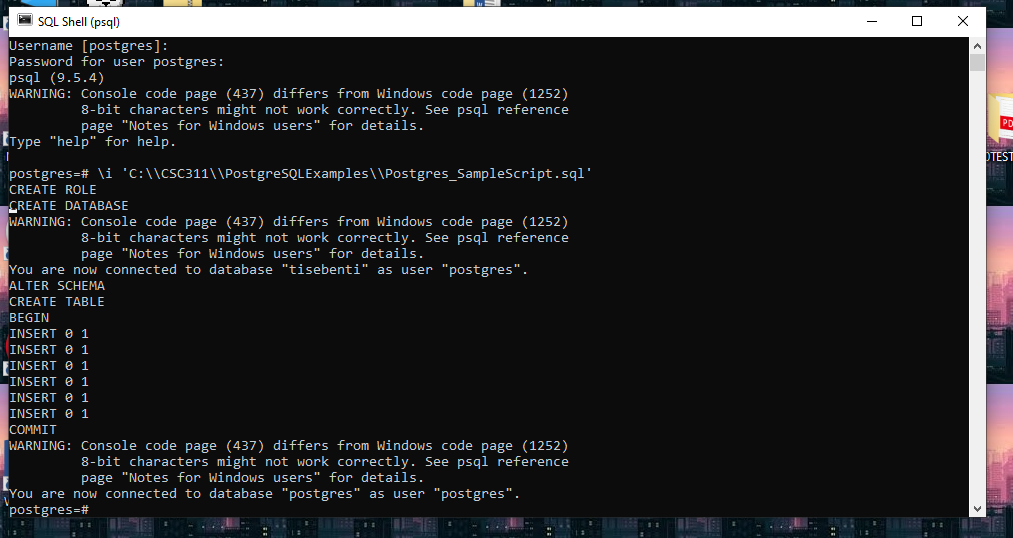 SQL Shell (psql)
Username [postgres]:
Password for user postgres:
psql (9.5.4)
WARNING: Console code page (437) differs from Windows code page (1252)
         8-bit characters might not work correctly. See psql reference
         page "Notes for Windows users" for details.
Type "help" for help.

postgres=# \i 'C:\\CSC311\\PostgreSQLExamples\\Postgres_SampleScript.sql'
CREATE ROLE
CREATE DATABASE
WARNING: Console code page (437) differs from Windows code page (1252)
         8-bit characters might not work correctly. See psql reference
         page "Notes for Windows users" for details.
You are now connected to database "tisebenti" as user "postgres".
ALTER SCHEMA
CREATE TABLE
BEGIN
INSERT 0 1
INSERT 0 1
INSERT 0 1
INSERT 0 1
INSERT 0 1
INSERT 0 1
COMMIT
WARNING: Console code page (437) differs from Windows code page (1252)
         8-bit characters might not work correctly. See psql reference
         page "Notes for Windows users" for details.
You are now connected to database "postgres" as user "postgres".
postgres=#